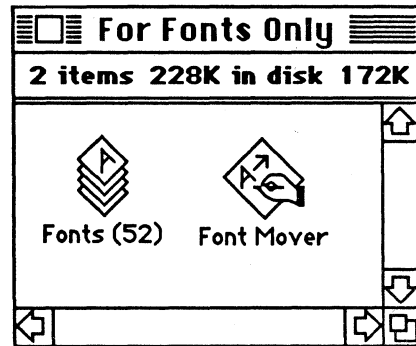 For Fonts Only
2 items 228K in disk 172K
Fonts (52) Font Mover